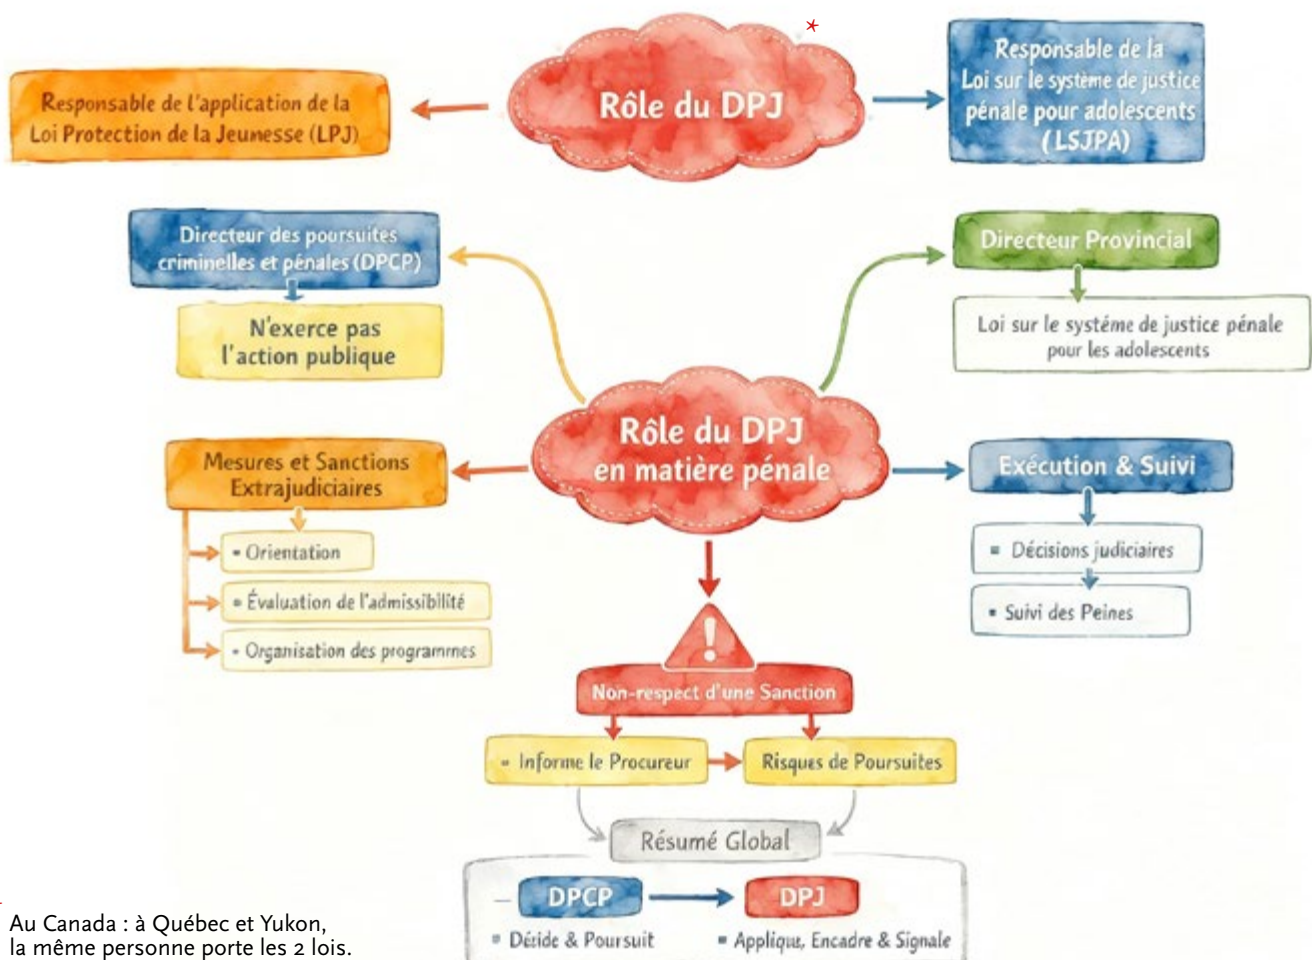 *
Rôle du DPJ
Responsable de l'application de la
Loi Protection de la Jeunesse (LPJ)
Responsable de la
Loi sur le système de justice
pénale pour adolescents
(LSJPA)
Directeur des poursuites
criminelles et pénales (DPCP)
N'exerce pas
l'action publique
Directeur Provincial
Loi sur le systéme de justice pénale
pour les adolescents
Rôle du DPJ
en matière pénale
Mesures et Sanctions
Extrajudiciaires
- Orientation
- Évaluation de l'admissibilité
- Organisation des programmes
Exécution & Suivi
▪ Décisions judiciaires
▪ Suivi des Peines
!
Non-respect d'une Sanction
- Informe le Procureur
Risques de Poursuites
Résumé Global
DPCP
DPJ
▪ Décide & Poursuit
▪ Applique, Encadre & Signale
Au Canada : à Québec et Yukon,
la même personne porte les 2 lois.